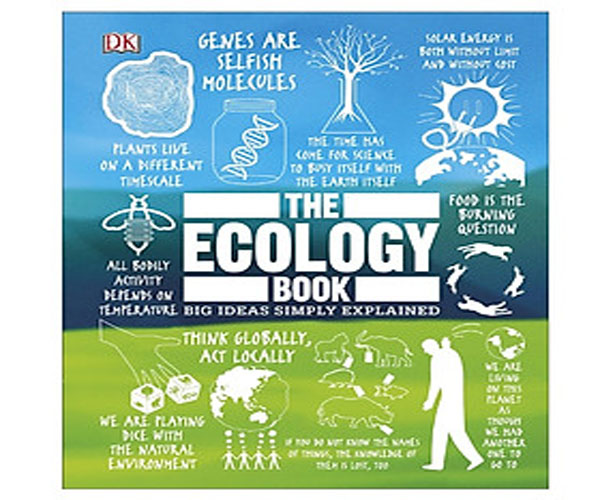 DK
GENES ARE
SELFISH
MOLECULES
SOLAR ENERGY IS
BOTH WITHOUT LIMIT
AND WITHOUT COST
PLANTS LIVE
ON A DIFFERENT
TIMESCALE
THE TIME HAS
COME FOR SCIENCE
TO BUSY ITSELF WITH
THE EARTH ITSELF
THE
ECOLOGY
BOOK
BIG IDEAS SIMPLY EXPLAINED
FOOD IS THE
BURNING
QUESTION
ALL BODILY
ACTIVITY
DEPENDS ON
TEMPERATURE
THINK GLOBALLY,
ACT LOCALLY
WE ARE PLAYING
DICE WITH
THE NATURAL
ENVIRONMENT
IF YOU DO NOT KNOW THE NAMES
OF THINGS, THE KNOWLEDGE OF
THEM IS LOST, TOO
WE ARE
LIVING
ON THIS
PLANET
AS
THOUGH
WE HAD
ANOTHER
ONE TO
GO TO